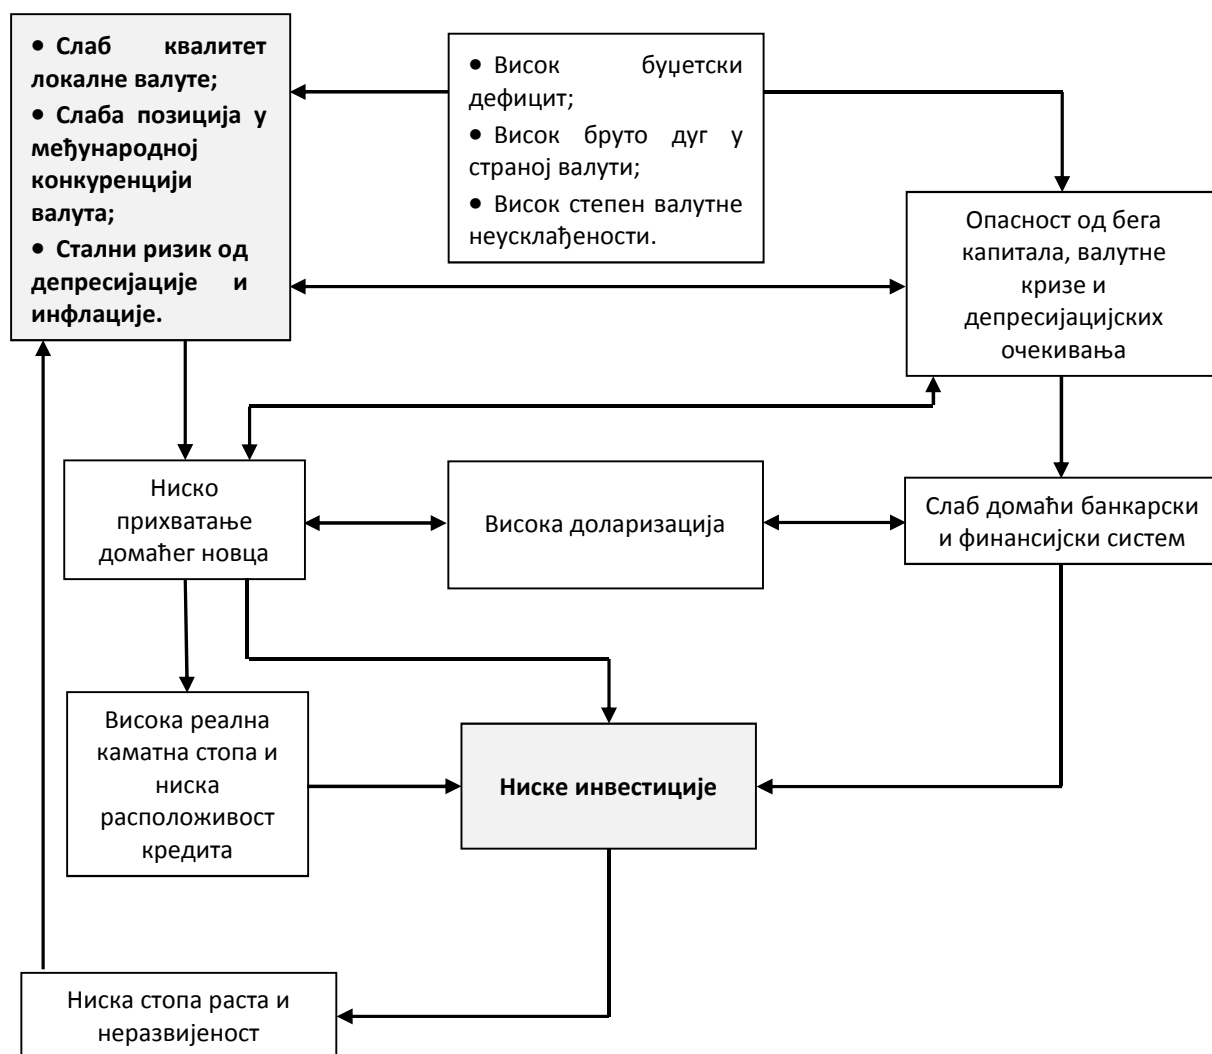 • Слаб квалитет
локалне валуте;
• Слаба позиција у
међународној
конкуренцији
валута;
• Стални ризик од
депресијације и
инфлације.
• Висок буџетски
дефицит;
• Висок бруто дуг у
страној валути;
• Висок степен валутне
неусклађености.
Опасност од бега
капитала, валутне
кризе и
депресијацијских
очекивања
Ниско
прихватање
домаћег новца
Висока доларизација
Слаб домаћи банкарски
и финансијски систем
Висока реална
каматна стопа и
ниска
расположивост
кредита
Ниске инвестиције
Ниска стопа раста и
неразвијеност